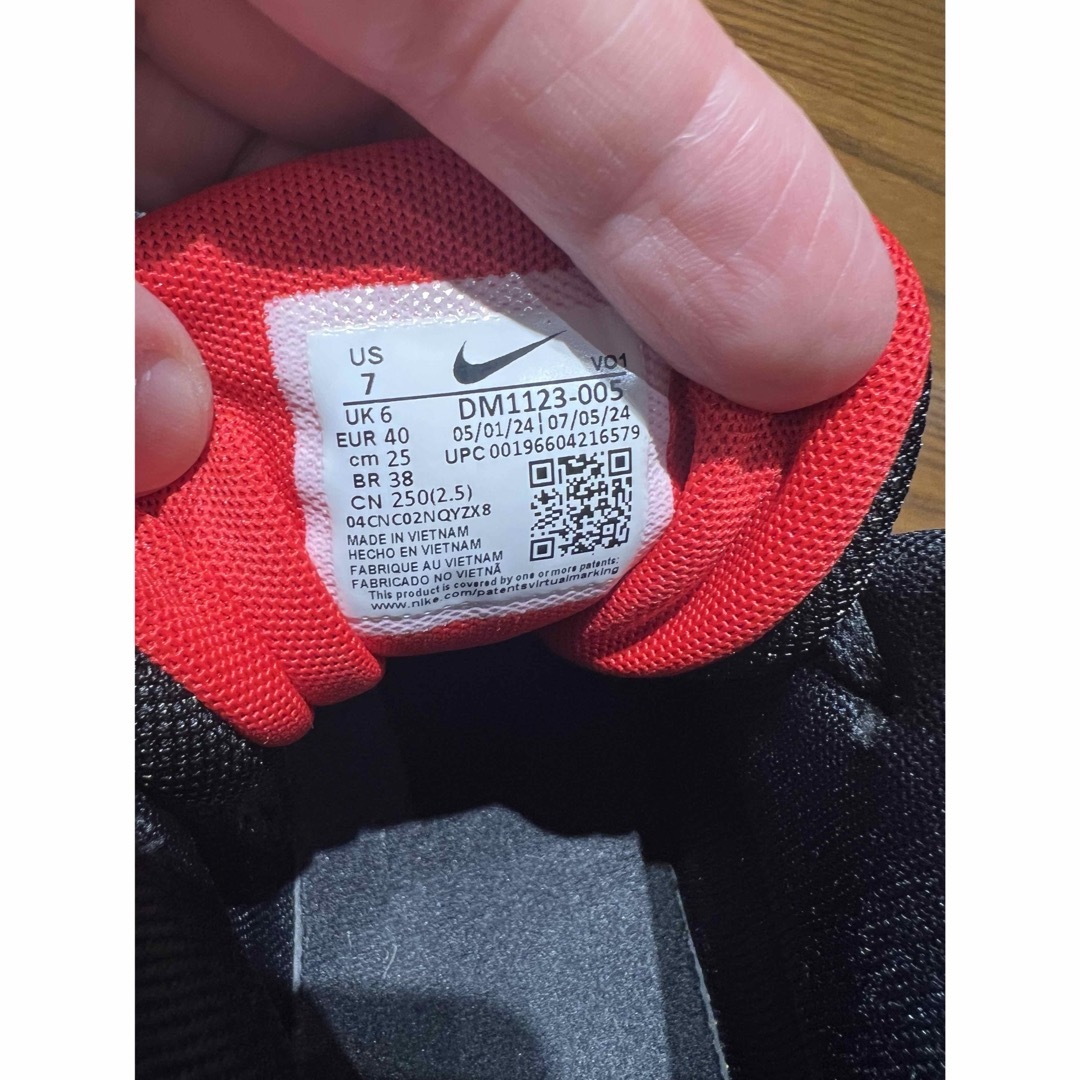 US
7
VO1
UK 6
DM1123-005
EUR 40
05/01/24 | 07/05/24
cm 25
UPC 00196604216579
BR 38
CN 250(2.5)
04CNC02NQYZX8
MADE IN VIETNAM
HECHO EN VIETNAM
FABRIQUE AU VIETNAM
FABRICADO NO VIETNÃ
This product is covered by one or more patents:
www.nike.com/patentsvirtualmarking